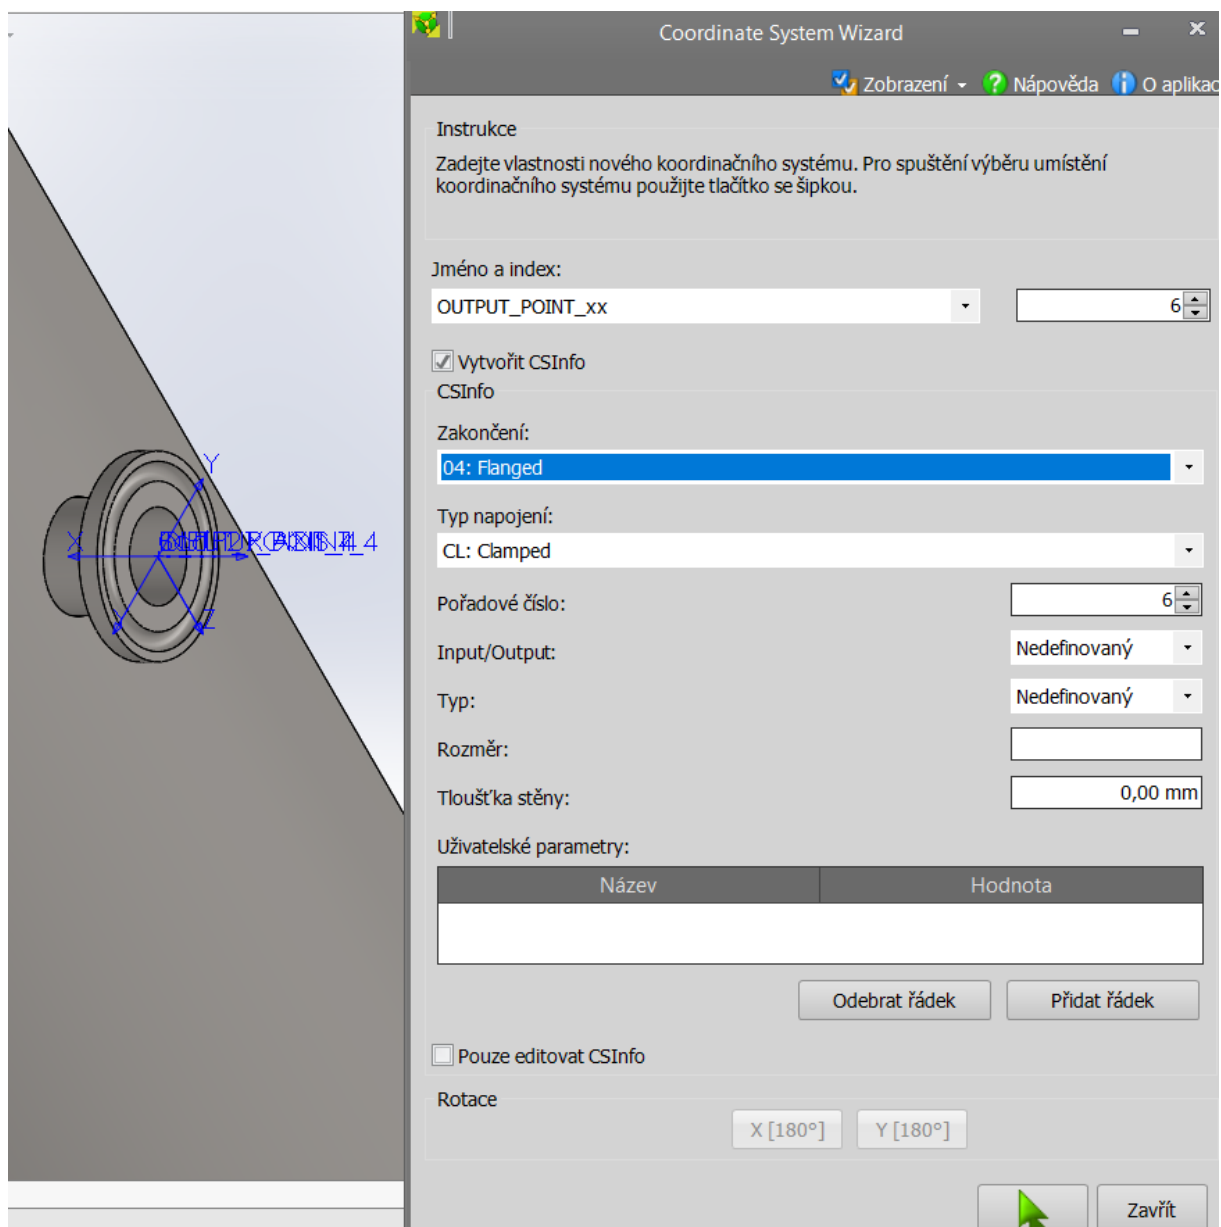 Coordinate System Wizard
Zobrazení
Nápověda
O aplikac
Instrukce
Zadejte vlastnosti nového koordinačního systému. Pro spuštění výběru umístění
koordinačního systému použijte tlačítko se šipkou.
Jméno a index:
OUTPUT_POINT_xx
6
Vytvořit CSInfo
CSInfo
Zakončení:
04: Flanged
Typ napojení:
CL: Clamped
Pořadové číslo:
6
Input/Output:
Nedefinovaný
Typ:
Nedefinovaný
Rozměr:
Tloušťka stěny:
0,00 mm
Uživatelské parametry:
Název
Hodnota
Odebrat řádek
Přidat řádek
Pouze editovat CSInfo
Rotace
X [180°]
Y [180°]
Zavřít
Y
X
Z